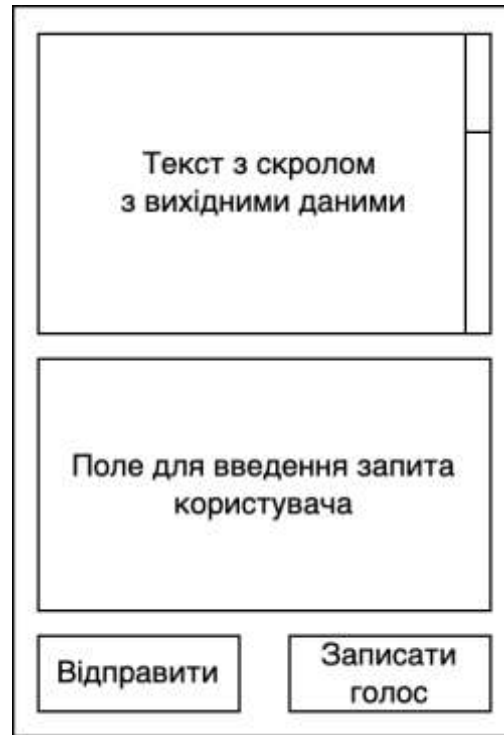 Текст з скролом
з вихідними даними
Поле для введення запита
користувача
Відправити
Записати
голос